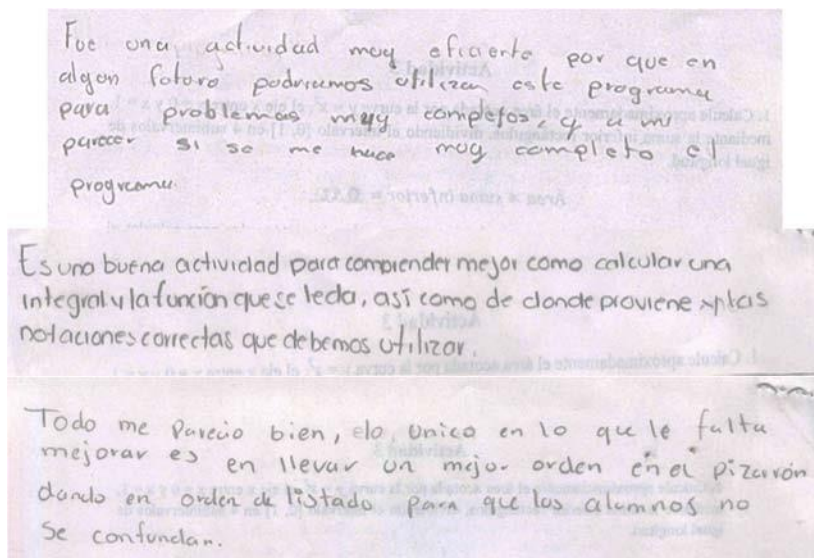 Fue una actividad muy eficiente por que en
algun futuro podriamos utilizar este programa
para problemas muy complejos, y a mi
parecer si se me hace muy completo el
programa.
Es una buena actividad para comprender mejor como calcular una
integral y la función que se le da, así como de donde proviene las
notaciones correctas que debemos utilizar.
Todo me Parecio bien, lo unico en lo que le falta
mejorar es en llevar un mejor orden en el pizarrón
dando en orden de listado para que los alumnos no
se confundan.